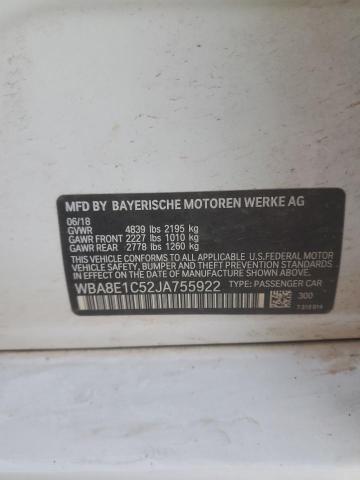 MFD BY BAYERISCHE MOTOREN WERKE AG
06/18
GVWR 4839 lbs 2195 kg
GAWR FRONT 2227 lbs 1010 kg
GAWR REAR 2778 lbs 1260 kg
THIS VEHICLE CONFORMS TO ALL APPLICABLE U.S.FEDERAL MOTOR
VEHICLE SAFETY, BUMPER, AND THEFT PREVENTION STANDARDS
IN EFFECT ON THE DATE OF MANUFACTURE SHOWN ABOVE.
WBA8E1C52JA755922 TYPE: PASSENGER CAR
300